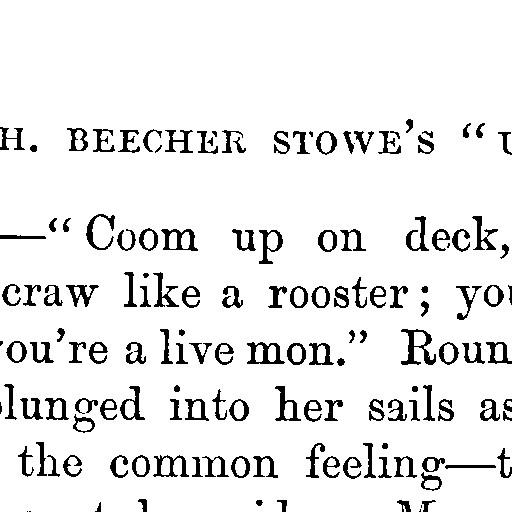 H. BEECHER STOWE'S "U
—"Coom up on deck,
craw like a rooster; you
you're a live mon." Roun
plunged into her sails as
the common feeling—t